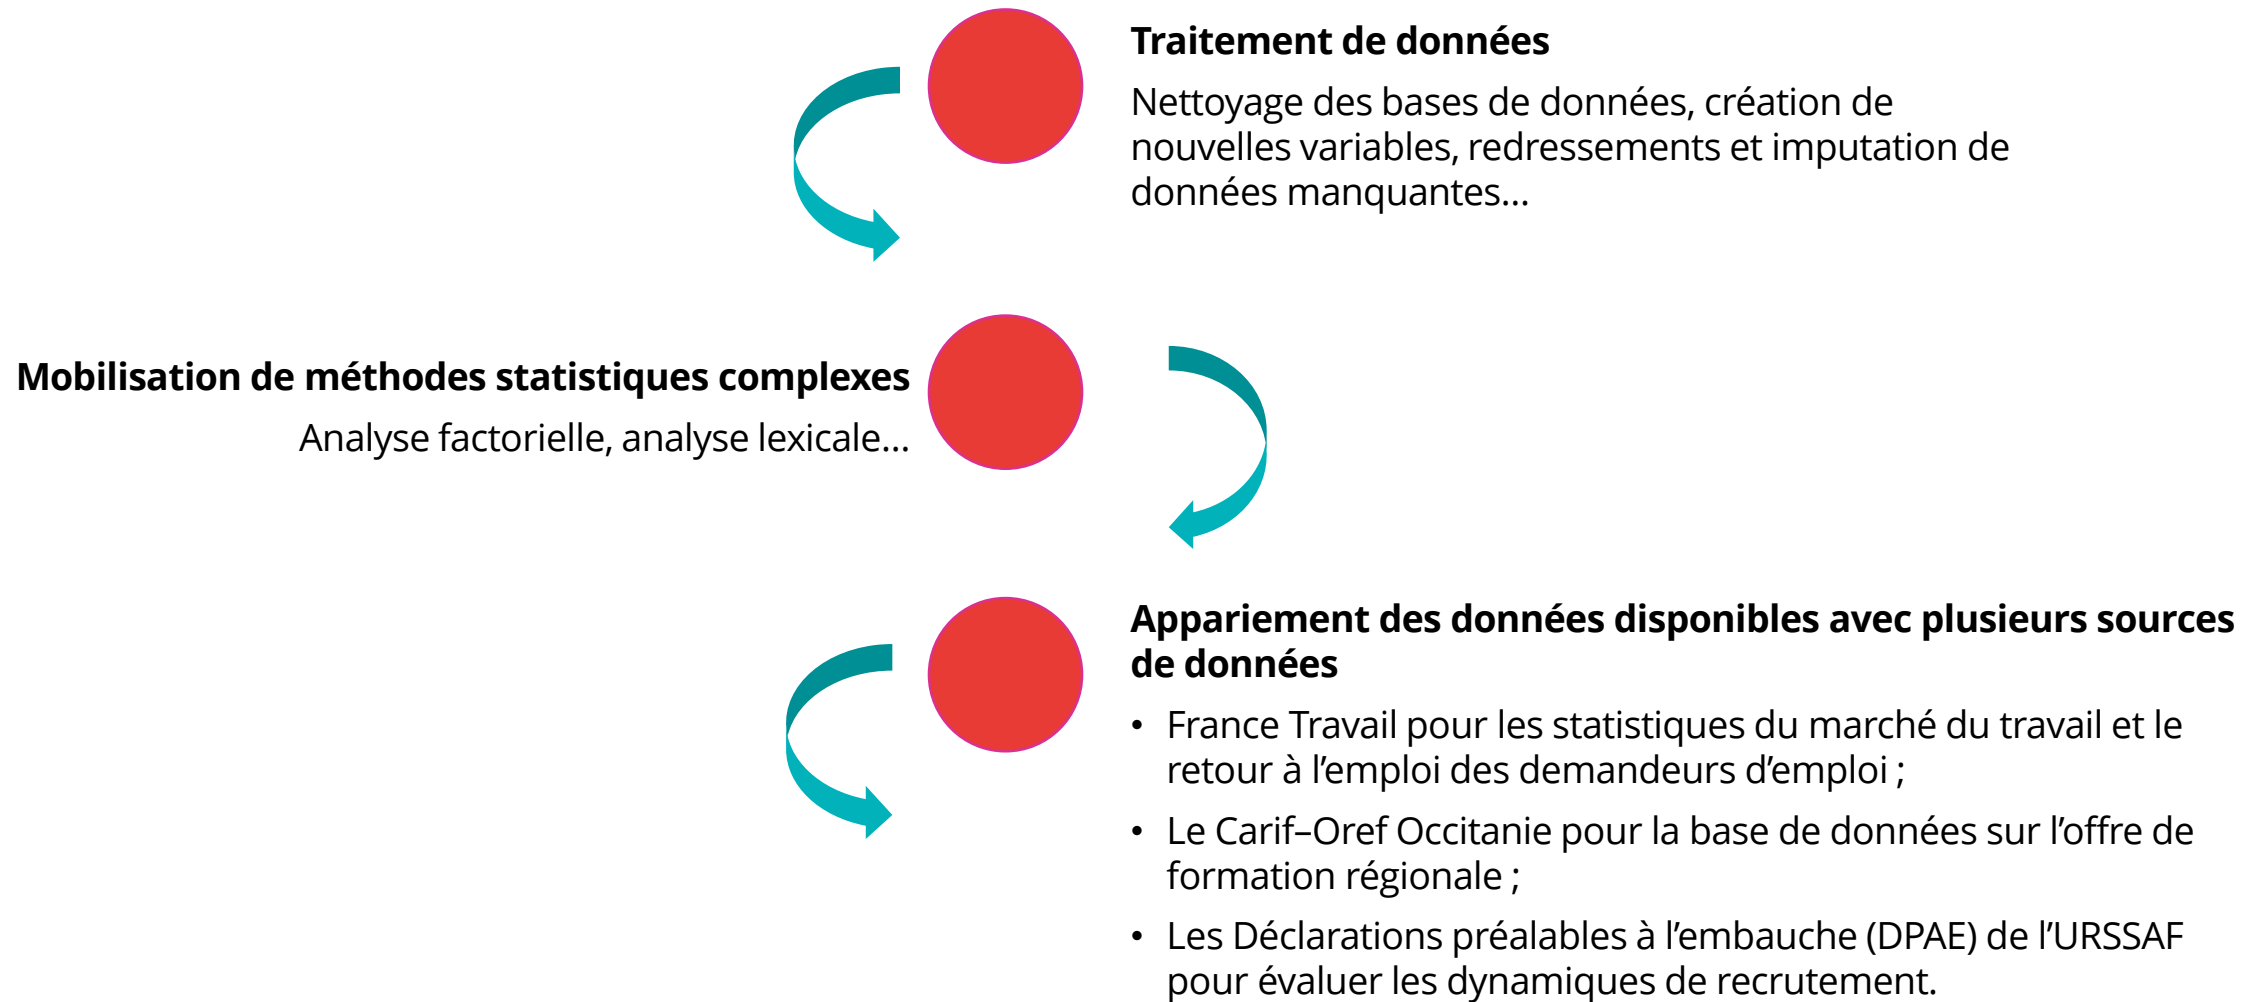 Traitement de données
Nettoyage des bases de données, création de
nouvelles variables, redressements et imputation de
données manquantes…
Mobilisation de méthodes statistiques complexes
Analyse factorielle, analyse lexicale…
Appariement des données disponibles avec plusieurs sources
de données
• France Travail pour les statistiques du marché du travail et le
retour à l’emploi des demandeurs d’emploi ;
• Le Carif–Oref Occitanie pour la base de données sur l’offre de
formation régionale ;
• Les Déclarations préalables à l’embauche (DPAE) de l’URSSAF
pour évaluer les dynamiques de recrutement.